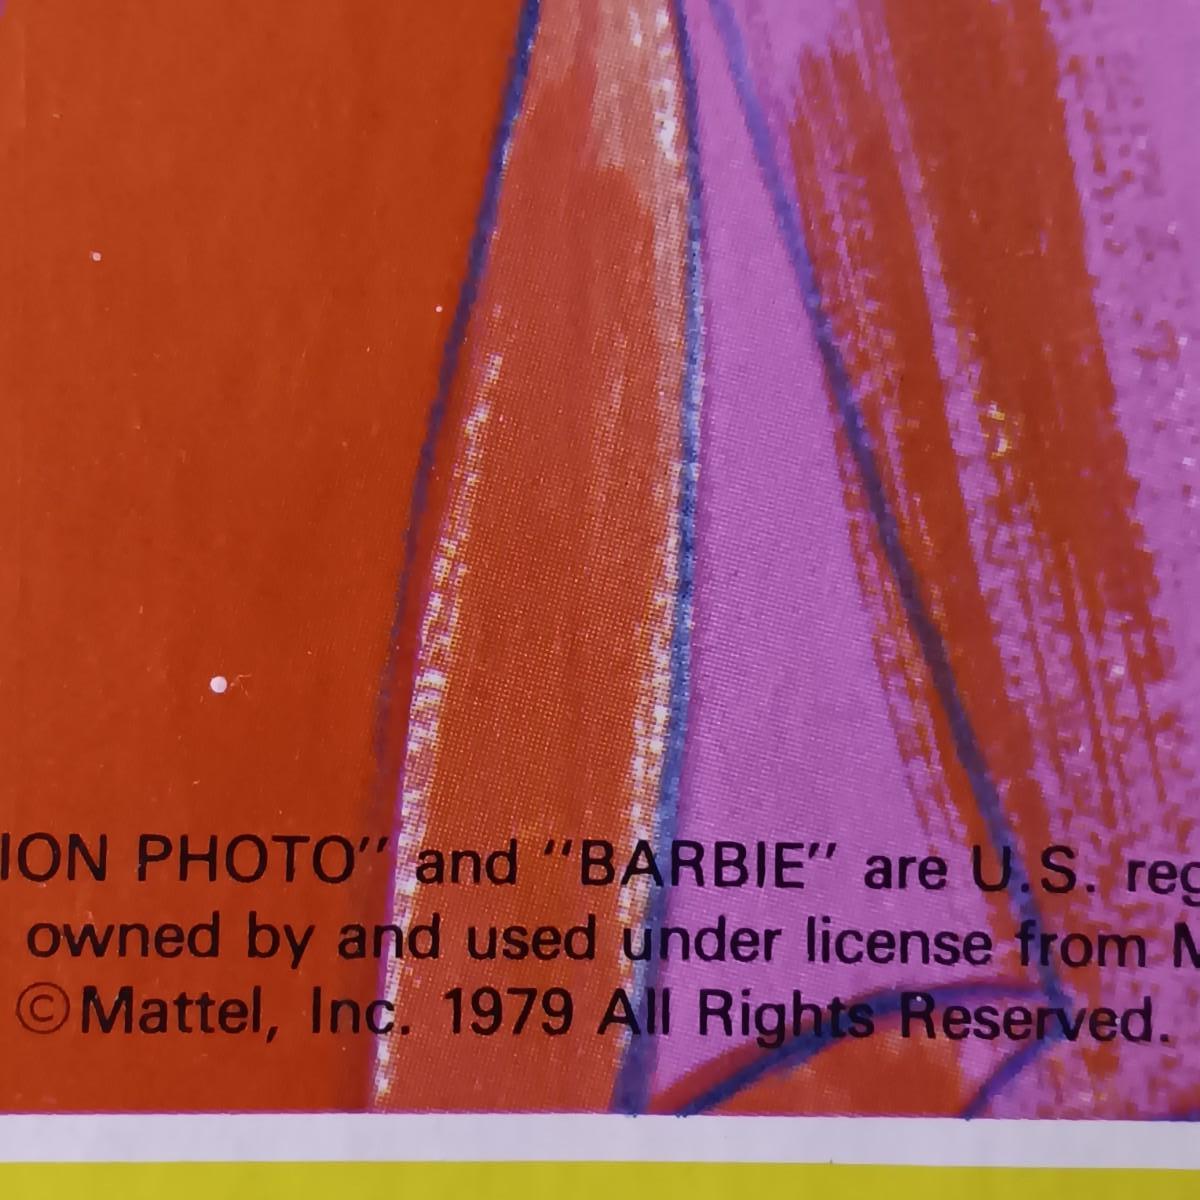 ION PHOTO” and “BARBIE” are U.S. reg
owned by and used under license from M
©Mattel, Inc. 1979 All Rights Reserved.